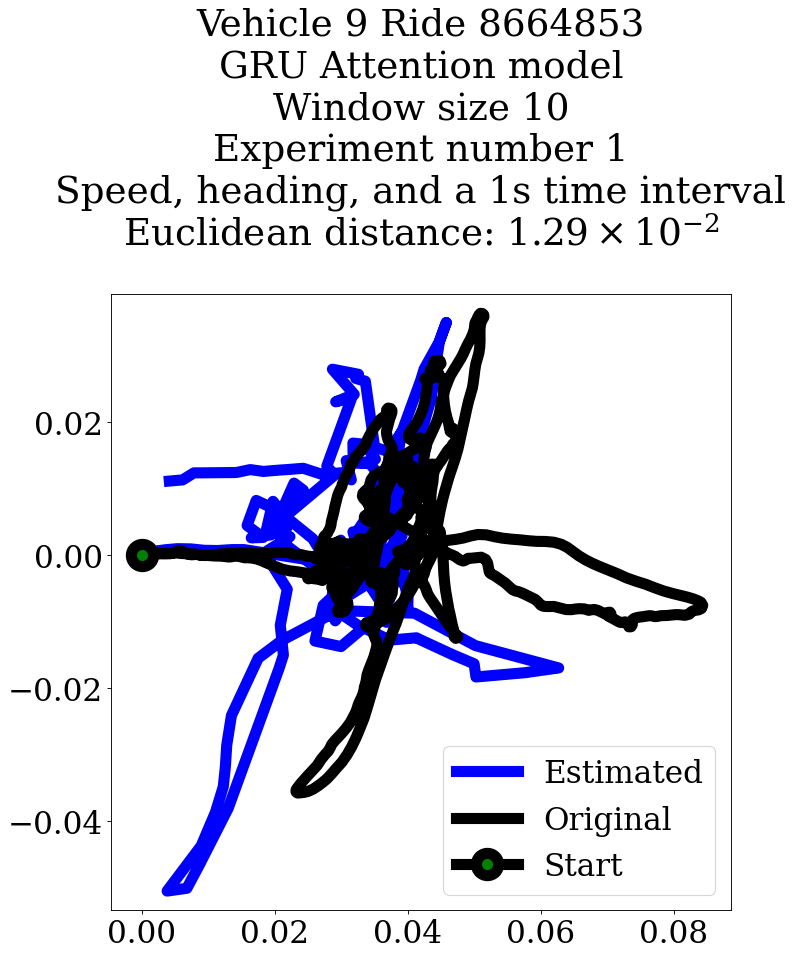 Vehicle 9 Ride 8664853
GRU Attention model
Window size 10
Experiment number 1
Speed, heading, and a 1s time interval
Euclidean distance: 1.29 × 10⁻²
0.02
0.00
−0.02
−0.04
Estimated
Original
Start
0.00 0.02 0.04 0.06 0.08